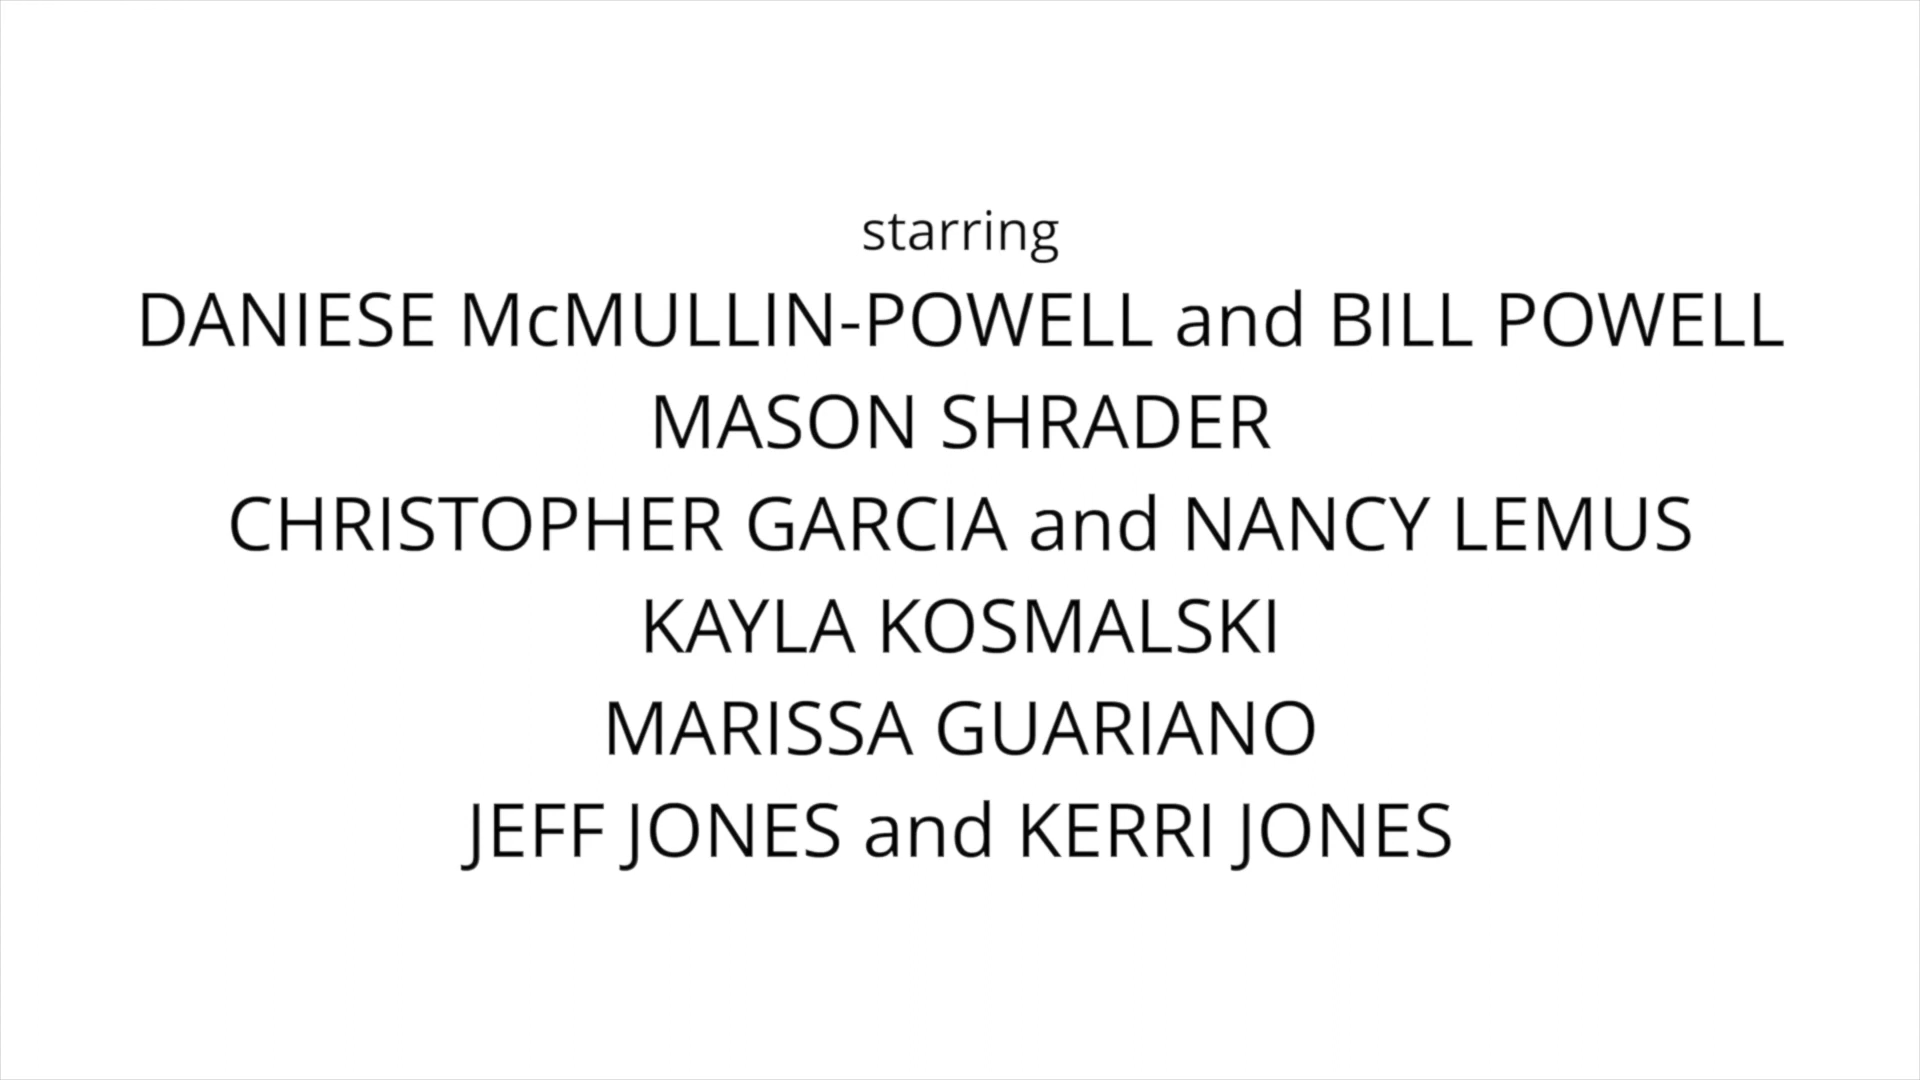 starring
DANIESE McMULLIN-POWELL and BILL POWELL
MASON SHRADER
CHRISTOPHER GARCIA and NANCY LEMUS
KAYLA KOSMALSKI
MARISSA GUARIANO
JEFF JONES and KERRI JONES